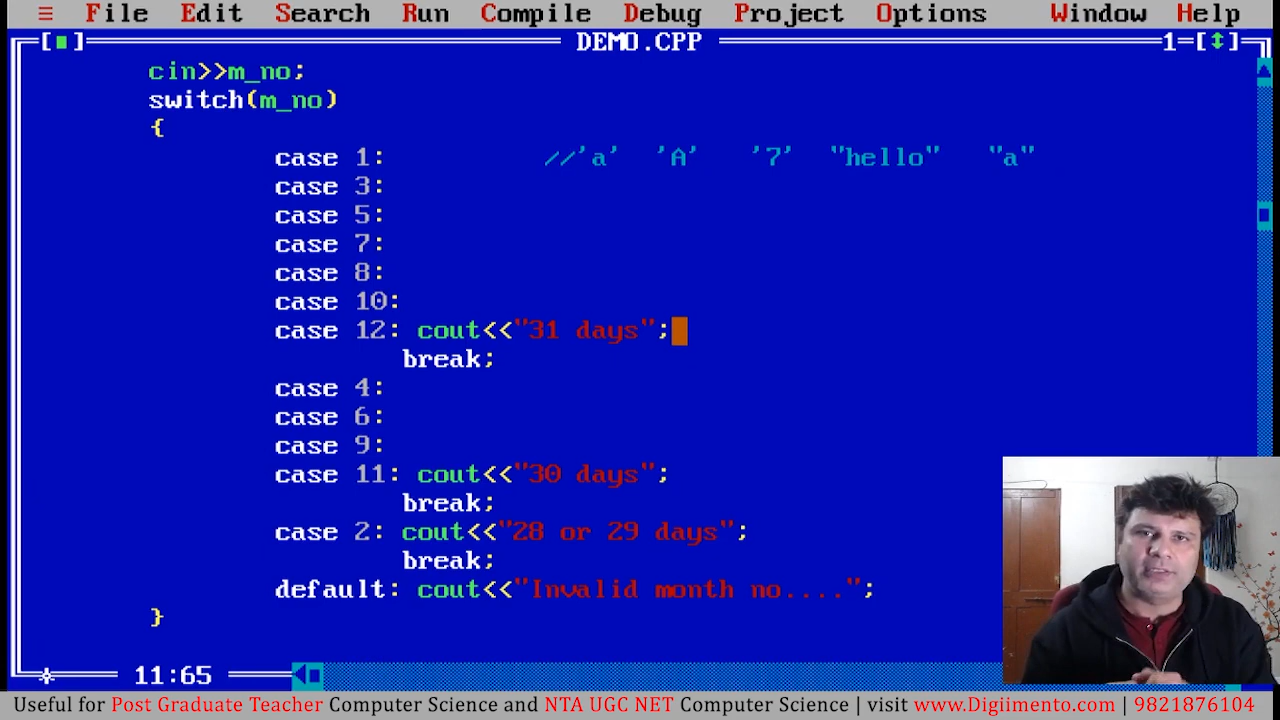 ≡ File Edit Search Run Compile Debug Project Options Window Help
[■] DEMO.CPP 1=[↕]
cin>>m_no;
switch(m_no)
{
case 1: //'a' 'A' '7' "hello" "a"
case 3:
case 5:
case 7:
case 8:
case 10:
case 12: cout<<"31 days";
break;
case 4:
case 6:
case 9:
case 11: cout<<"30 days";
break;
case 2: cout<<"28 or 29 days";
break;
default: cout<<"Invalid month no....";
}
11:65
Useful for Post Graduate Teacher Computer Science and NTA UGC NET Computer Science | visit www.Digiimento.com | 9821876104